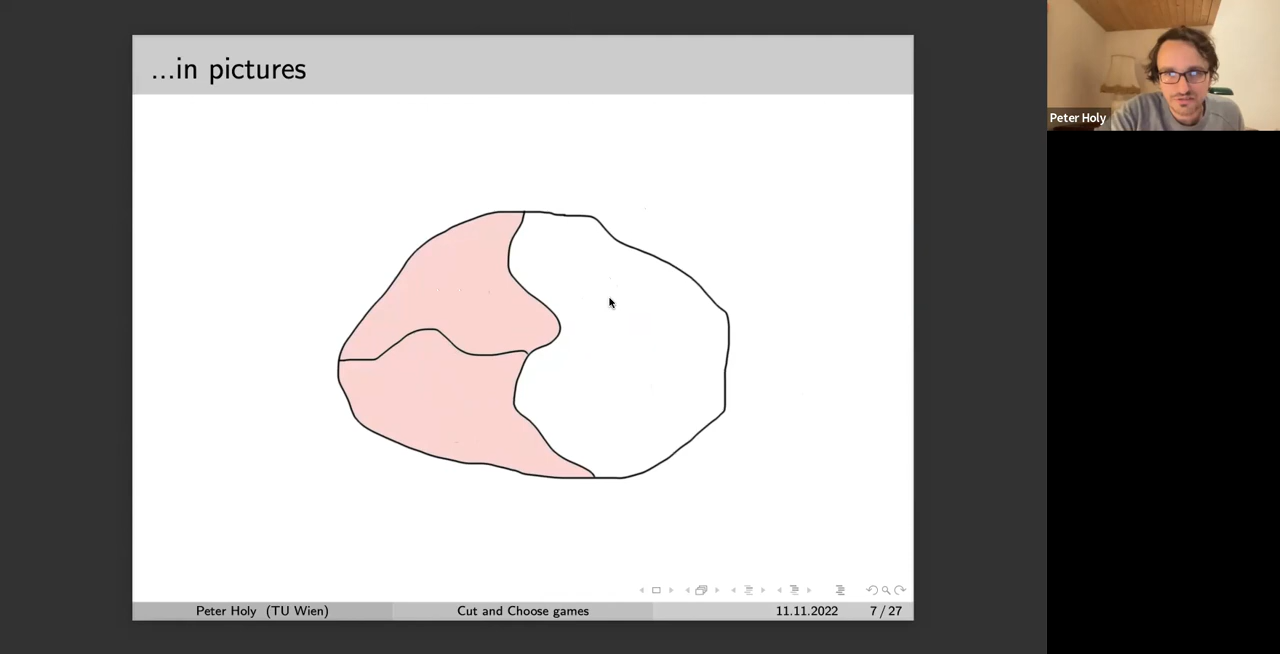 ...in pictures
Peter Holy
Peter Holy (TU Wien)
Cut and Choose games
11.11.2022
7 / 27